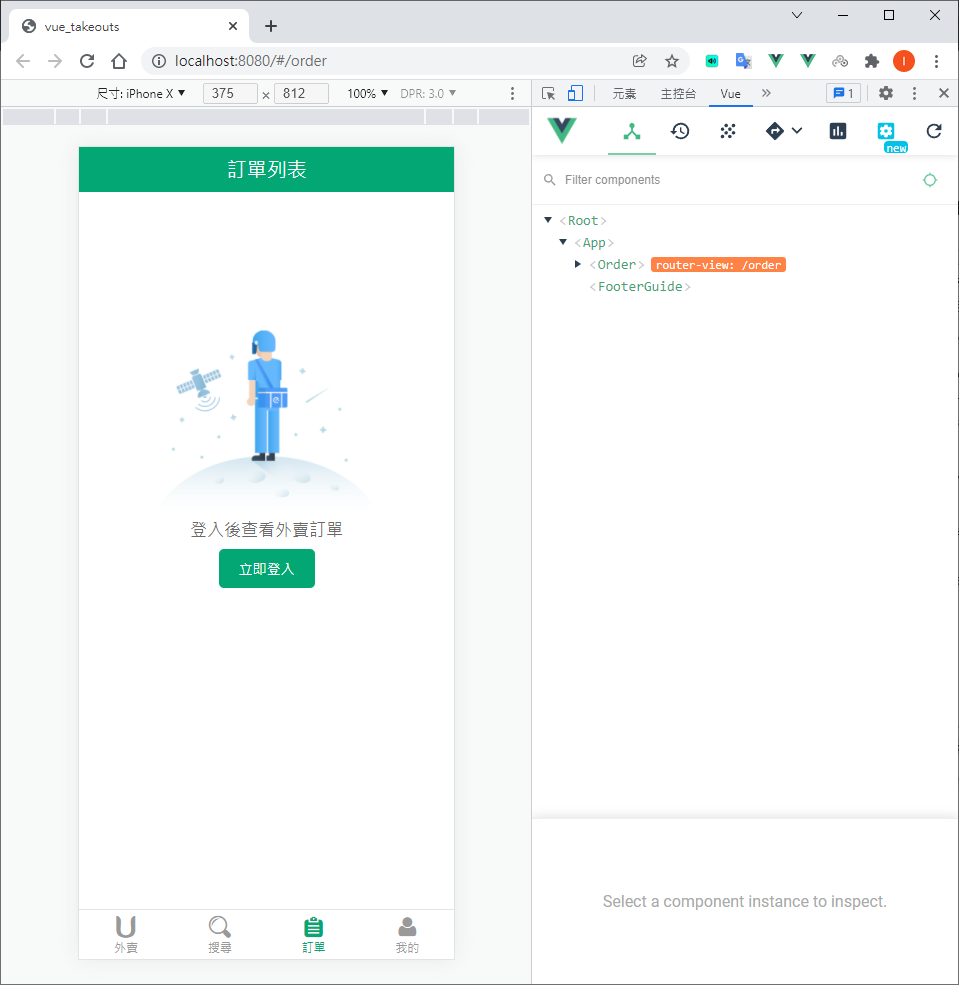 vue_takeouts
localhost:8080/#/order
尺寸: iPhone X ▼ 375 × 812 100% ▼ DPR: 3.0 ▼
元素 主控台 Vue » 1
new
Filter components
<Root>
<App>
<Order> router-view: /order
<FooterGuide>
Select a component instance to inspect.
訂單列表
登入後查看外賣訂單
立即登入
外賣 搜尋 訂單 我的